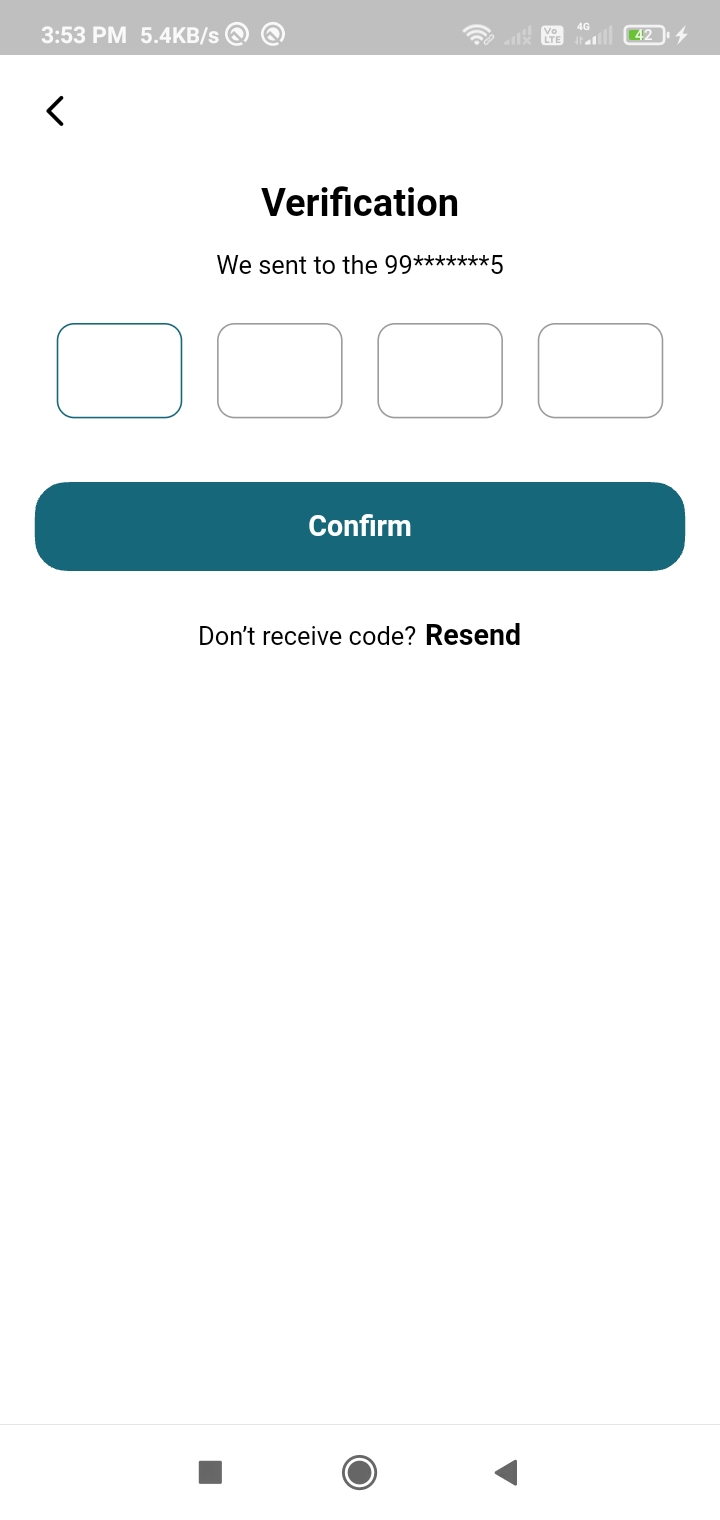 3:53 PM 5.4KB/s Vo LTE 4G 42
Verification
We sent to the 99*******5
Confirm
Don’t receive code? Resend